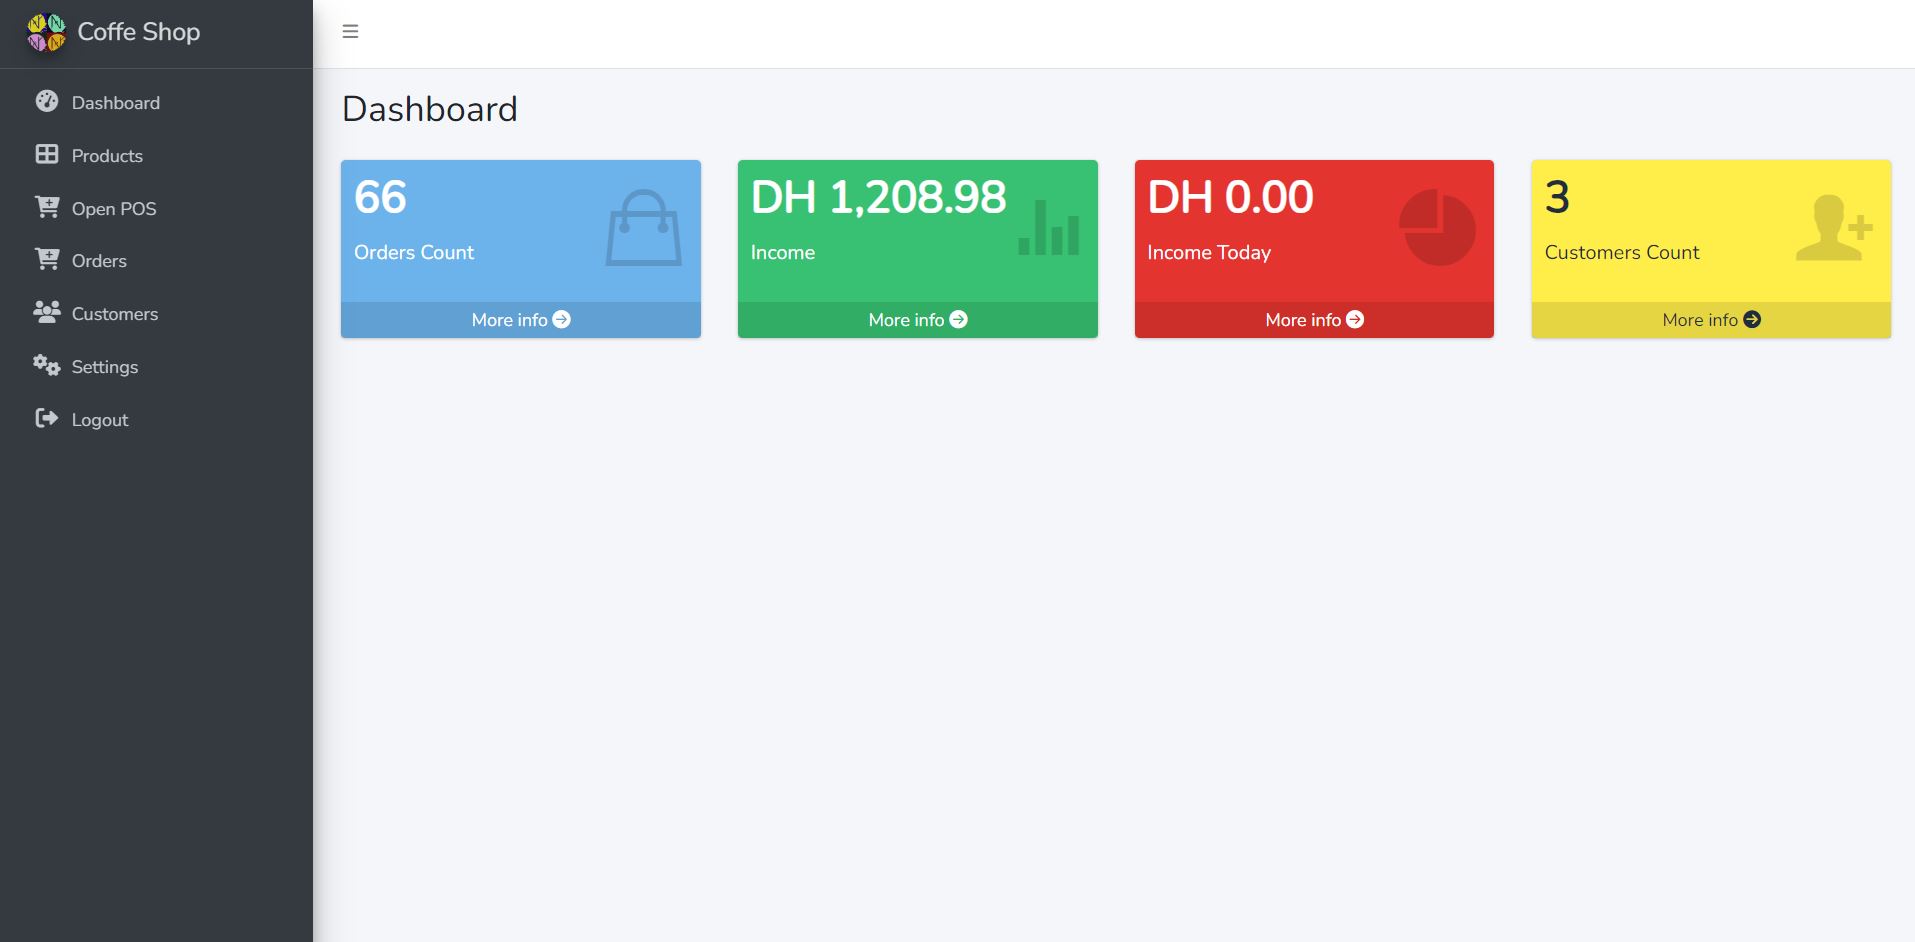 Coffe Shop
Dashboard
Products
Open POS
Orders
Customers
Settings
Logout
Dashboard
66
Orders Count
More info
DH 1,208.98
Income
More info
DH 0.00
Income Today
More info
3
Customers Count
More info